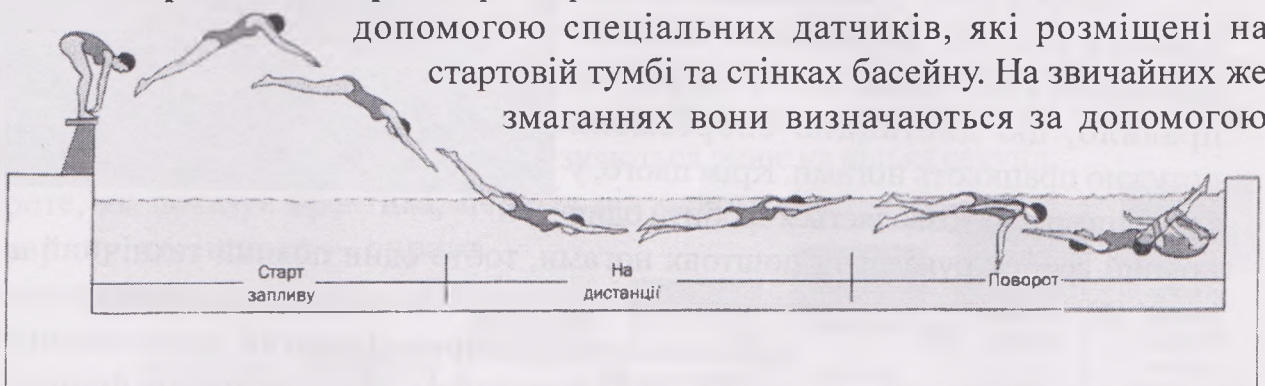 допомогою спеціальних датчиків, які розміщені на
стартовій тумбі та стінках басейну. На звичайних же
змаганнях вони визначаються за допомогою
Старт
запливу
На
дистанції
Поворот